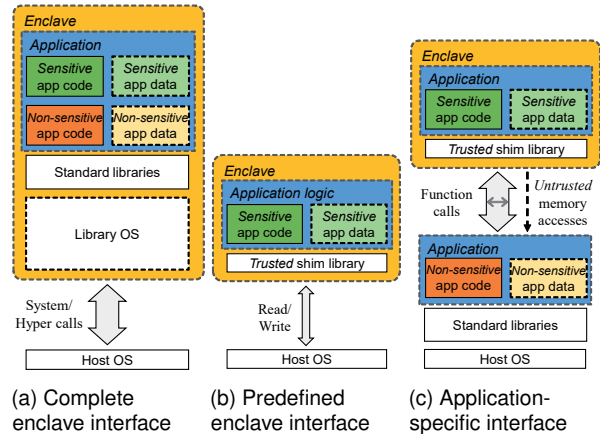 Enclave
Application
Sensitive
app code
Sensitive
app data
Non-sensitive
app code
Non-sensitive
app data
Standard libraries
Library OS
System/
Hyper calls
Host OS
(a) Complete
enclave interface
Enclave
Application logic
Sensitive
app code
Sensitive
app data
Trusted shim library
Read/
Write
Host OS
(b) Predefined
enclave interface
Enclave
Application
Sensitive
app code
Sensitive
app data
Trusted shim library
Function
calls
Untrusted
memory
accesses
Application
Non-sensitive
app code
Non-sensitive
app data
Standard libraries
Host OS
(c) Application-
specific interface